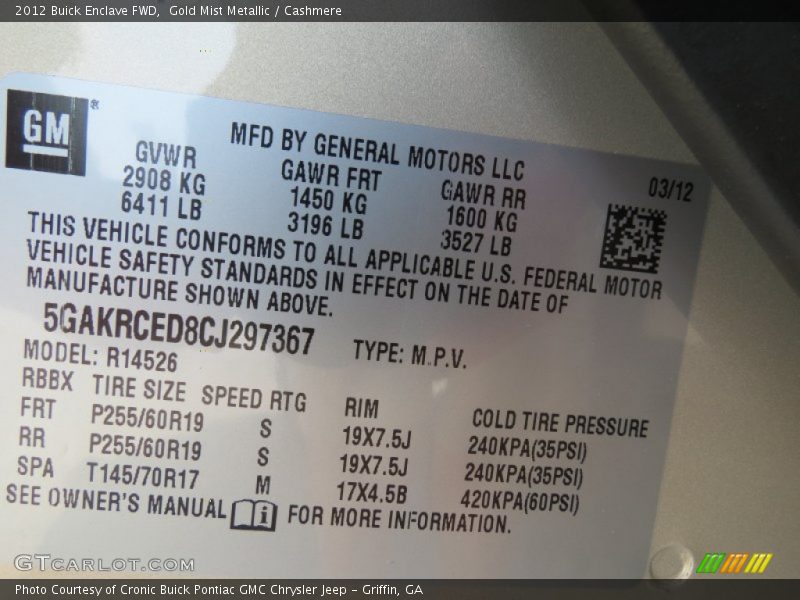 2012 Buick Enclave FWD,  Gold Mist Metallic / Cashmere
GM®
MFD BY GENERAL MOTORS LLC
GVWR GAWR FRT GAWR RR 03/12
2908 KG 1450 KG 1600 KG
6411 LB 3196 LB 3527 LB
THIS VEHICLE CONFORMS TO ALL APPLICABLE U.S. FEDERAL MOTOR
VEHICLE SAFETY STANDARDS IN EFFECT ON THE DATE OF
MANUFACTURE SHOWN ABOVE.
5GAKRCED8CJ297367 TYPE: M.P.V.
MODEL: R14526
RBBX TIRE SIZE SPEED RTG RIM COLD TIRE PRESSURE
FRT P255/60R19 S 19X7.5J 240KPA(35PSI)
RR P255/60R19 S 19X7.5J 240KPA(35PSI)
SPA T145/70R17 M 17X4.5B 420KPA(60PSI)
SEE OWNER'S MANUAL i FOR MORE INFORMATION.
GTCARLOT.COM
Photo Courtesy of Cronic Buick Pontiac GMC Chrysler Jeep - Griffin, GA